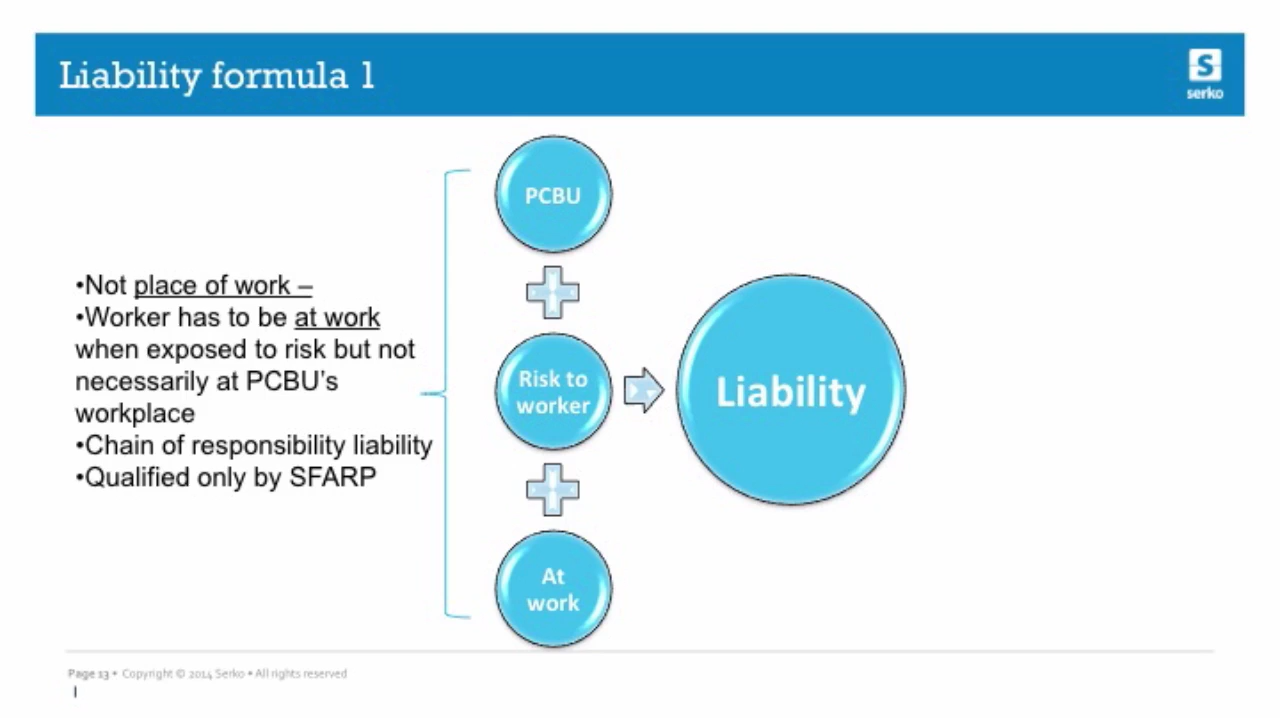 Liability formula 1
S
serko
PCBU
•Not place of work –
•Worker has to be at work
when exposed to risk but not
necessarily at PCBU's
workplace
•Chain of responsibility liability
•Qualified only by SFARP
Risk to
worker
Liability
At
work
Page 13 • Copyright © 2014 Serko • All rights reserved
|